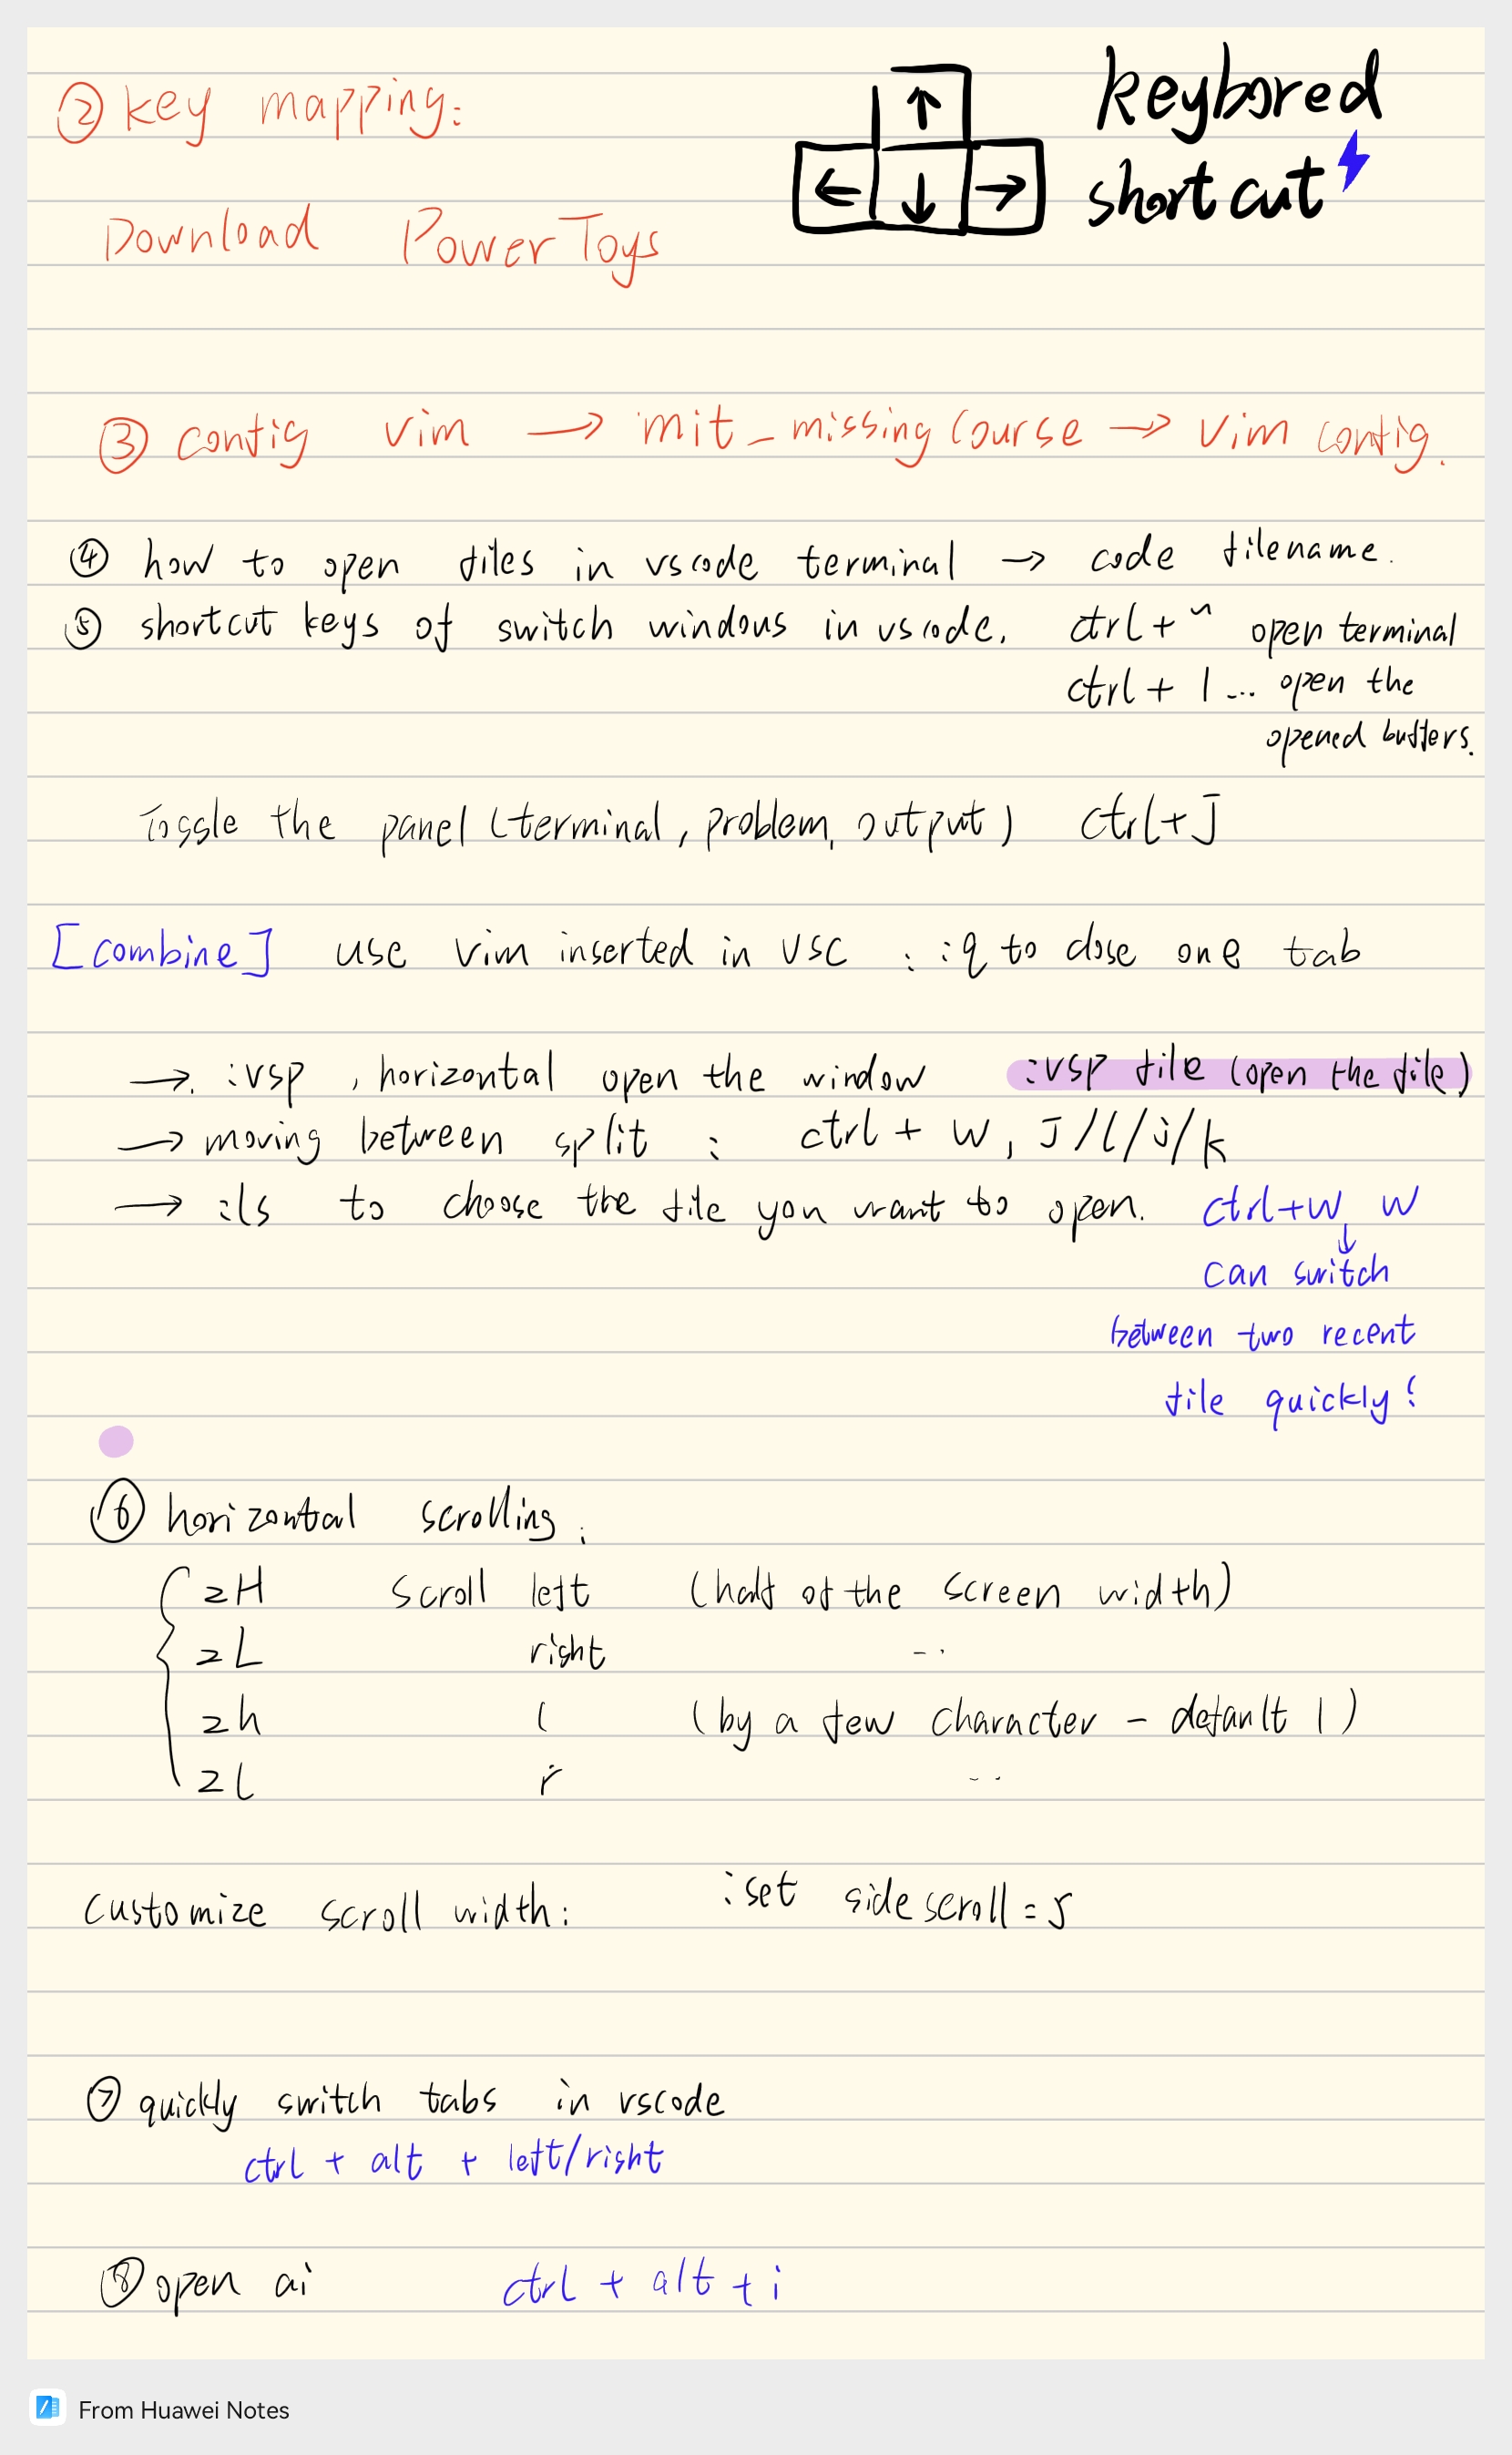 ② key mapping:
keybored
shortcut
Download PowerToys
③ config vim → mit_missing course → vim config.
④ how to open files in vscode terminal → code filename.
⑤ shortcut keys of switch windows in vscode. ctrl + ~ open terminal
ctrl + 1 ... open the
opened buffers.
Toggle the panel (terminal, problem, output) ctrl+J
[combine] use vim inserted in vsc : :q to close one tab
→. :vsp , horizontal open the window :vsp file (open the file)
→ moving between split : ctrl + w, J/l/j/k
→ :ls to choose the file you want to open. ctrl+w w
↓
can switch
between two recent
file quickly!
⑥ horizontal scrolling :
zH scroll left (half of the screen width)
zL right ...
zh l (by a few character - default 1)
zl r ...
customize scroll width: :set sidescroll=5
⑦ quickly switch tabs in vscode
ctrl + alt + left/right
⑧ open ai ctrl + alt + i
From Huawei Notes